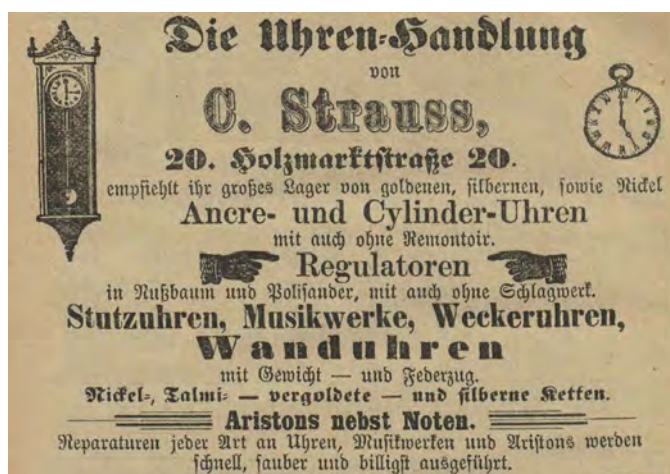 Die Uhren-Handlung
von
C. Strauss,
20. Holzmarktstraße 20.
empfiehlt ihr großes Lager von goldenen, silbernen, sowie Nickel
Ancre- und Cylinder-Uhren
mit auch ohne Remontoir.
Regulatoren
in Nußbaum und Polisander, mit auch ohne Schlagwerk.
Stutzuhren, Musikwerke, Weckeruhren,
Wanduhren
mit Gewicht — und Federzug.
Nickel-, Talmi- — vergoldete — und silberne Ketten.
Aristons nebst Noten.
Reparaturen jeder Art an Uhren, Musikwerken und Aristons werden
schnell, sauber und billigst ausgeführt.